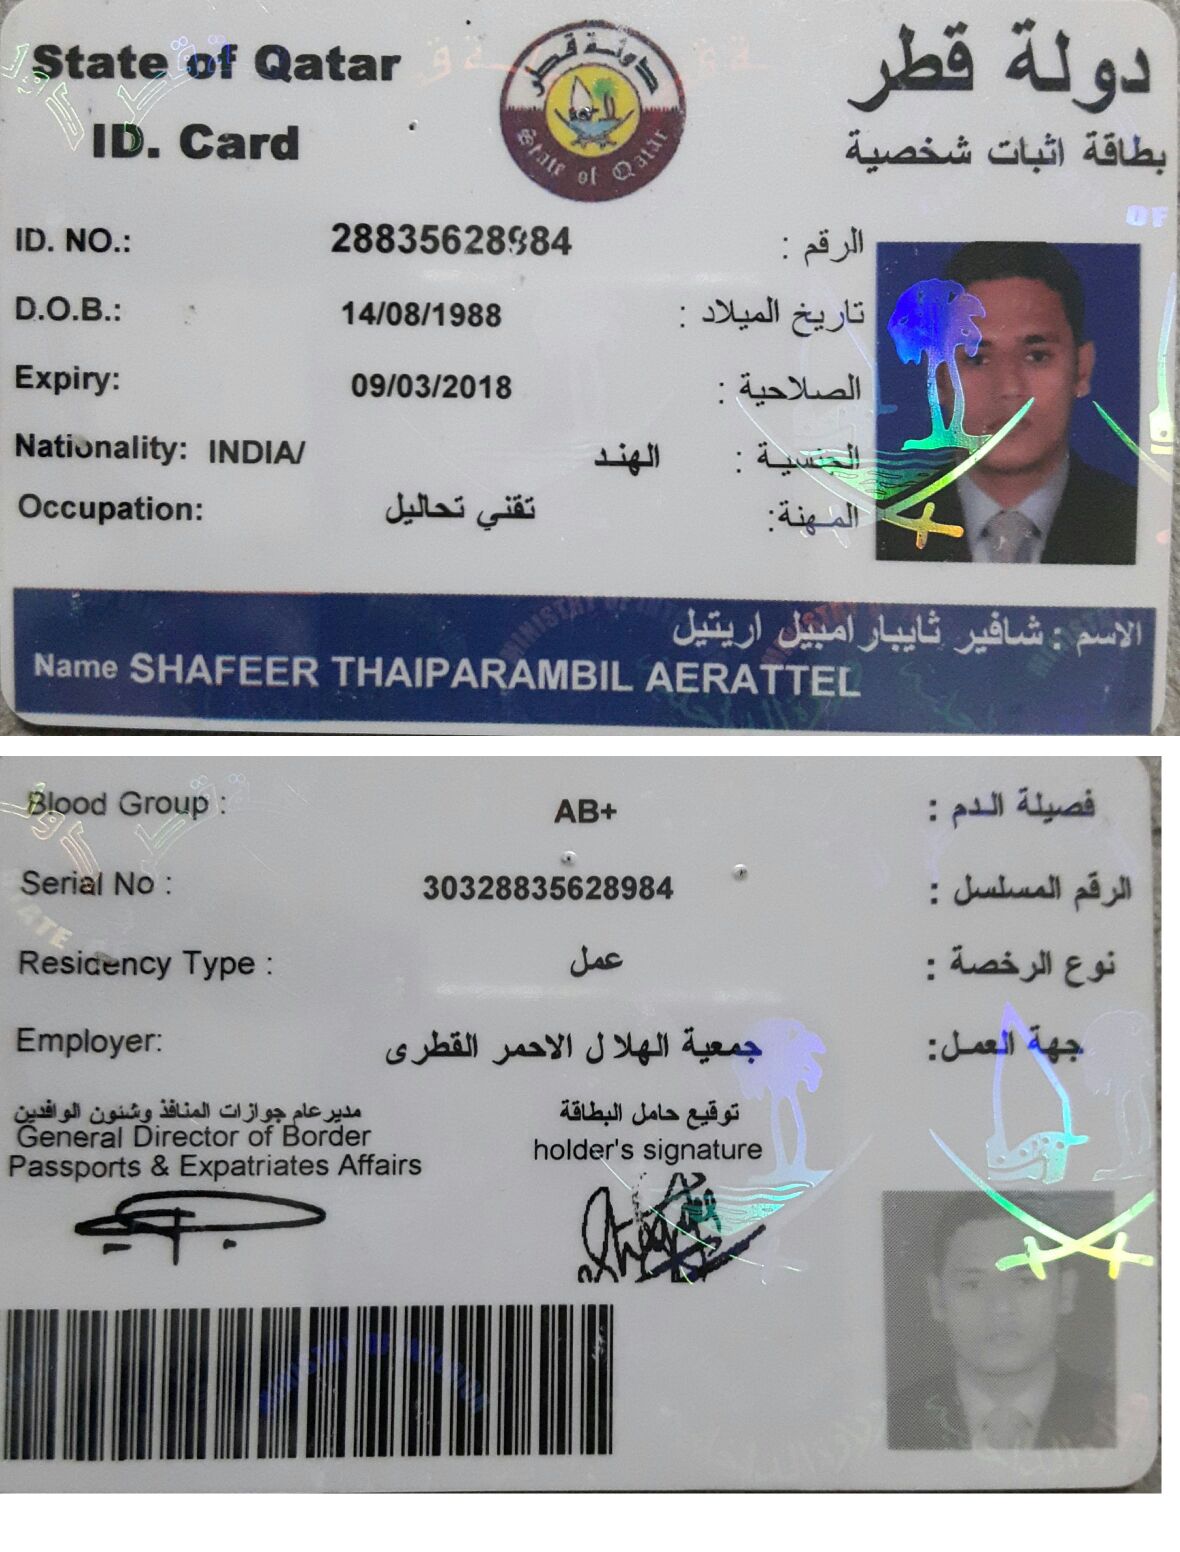 State of Qatar
دولة قطر
ID. Card
بطاقة اثبات شخصية
دولة قطر
State of Qatar
ID. NO.: 28835628984 الرقم :
D.O.B.: 14/08/1988 تاريخ الميلاد :
Expiry: 09/03/2018 الصلاحية :
Nationality: INDIA/ الهند الجنسية :
Occupation: تقني تحاليل المهنة:
الاسم : شافير ثايبارامبيل اريتيل
Name SHAFEER THAIPARAMBIL AERATTEL
Blood Group : AB+ فصيلة الدم :
Serial No : 30328835628984 الرقم المسلسل :
Residency Type : عمل نوع الرخصة :
Employer: جمعية الهلال الاحمر القطرى جهة العمل:
مدير عام جوازات المنافذ وشئون الوافدين
General Director of Border
Passports & Expatriates Affairs
توقيع حامل البطاقة
holder's signature